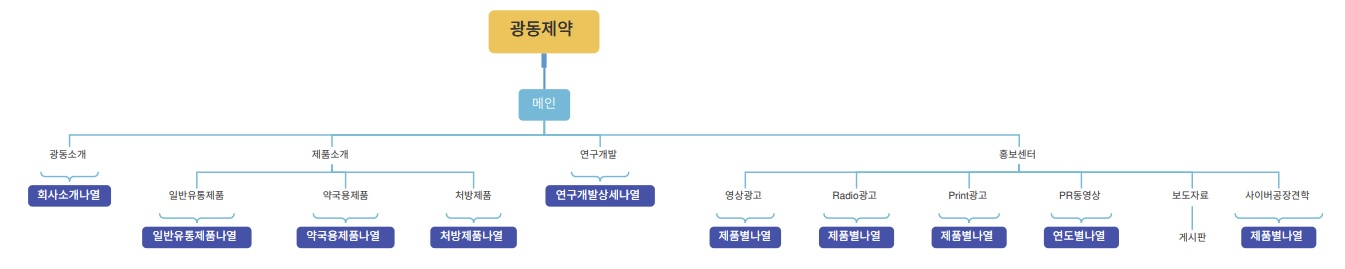 광동제약
메인
광동소개
제품소개
연구개발
홍보센터
회사소개나열
일반유통제품
약국용제품
처방제품
연구개발상세나열
영상광고
Radio광고
Print광고
PR동영상
보도자료
사이버공장견학
일반유통제품나열
약국용제품나열
처방제품나열
제품별나열
제품별나열
제품별나열
연도별나열
게시판
제품별나열